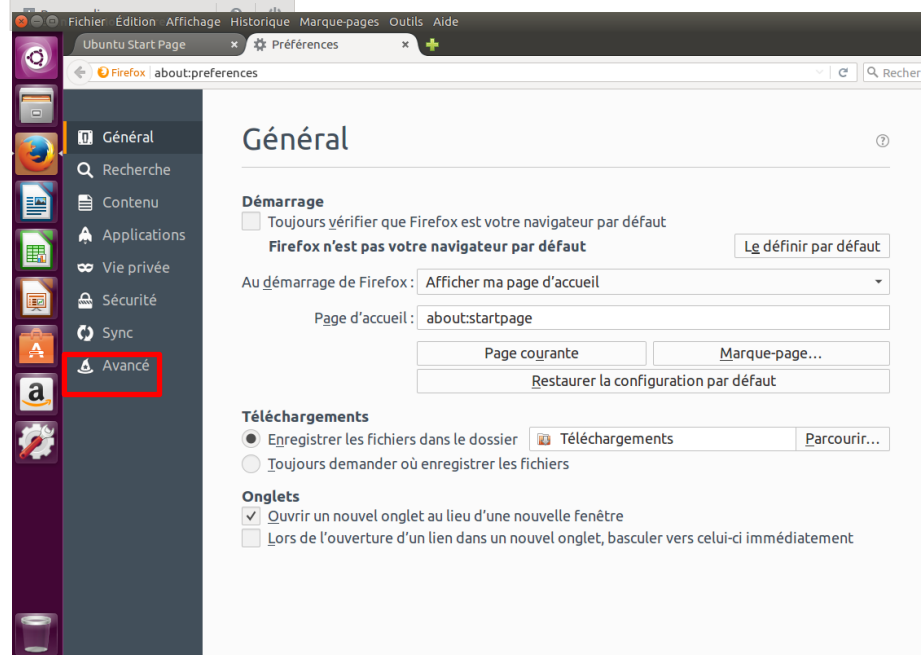 Fichier Édition Affichage Historique Marque-pages Outils Aide
Ubuntu Start Page × Préférences ×
Firefox about:preferences Recher
Général
Recherche
Contenu
Applications
Vie privée
Sécurité
Sync
Avancé
Général
Démarrage
Toujours vérifier que Firefox est votre navigateur par défaut
Firefox n'est pas votre navigateur par défaut Le définir par défaut
Au démarrage de Firefox : Afficher ma page d'accueil
Page d'accueil : about:startpage
Page courante Marque-page...
Restaurer la configuration par défaut
Téléchargements
Enregistrer les fichiers dans le dossier Téléchargements Parcourir...
Toujours demander où enregistrer les fichiers
Onglets
Ouvrir un nouvel onglet au lieu d'une nouvelle fenêtre
Lors de l'ouverture d'un lien dans un nouvel onglet, basculer vers celui-ci immédiatement